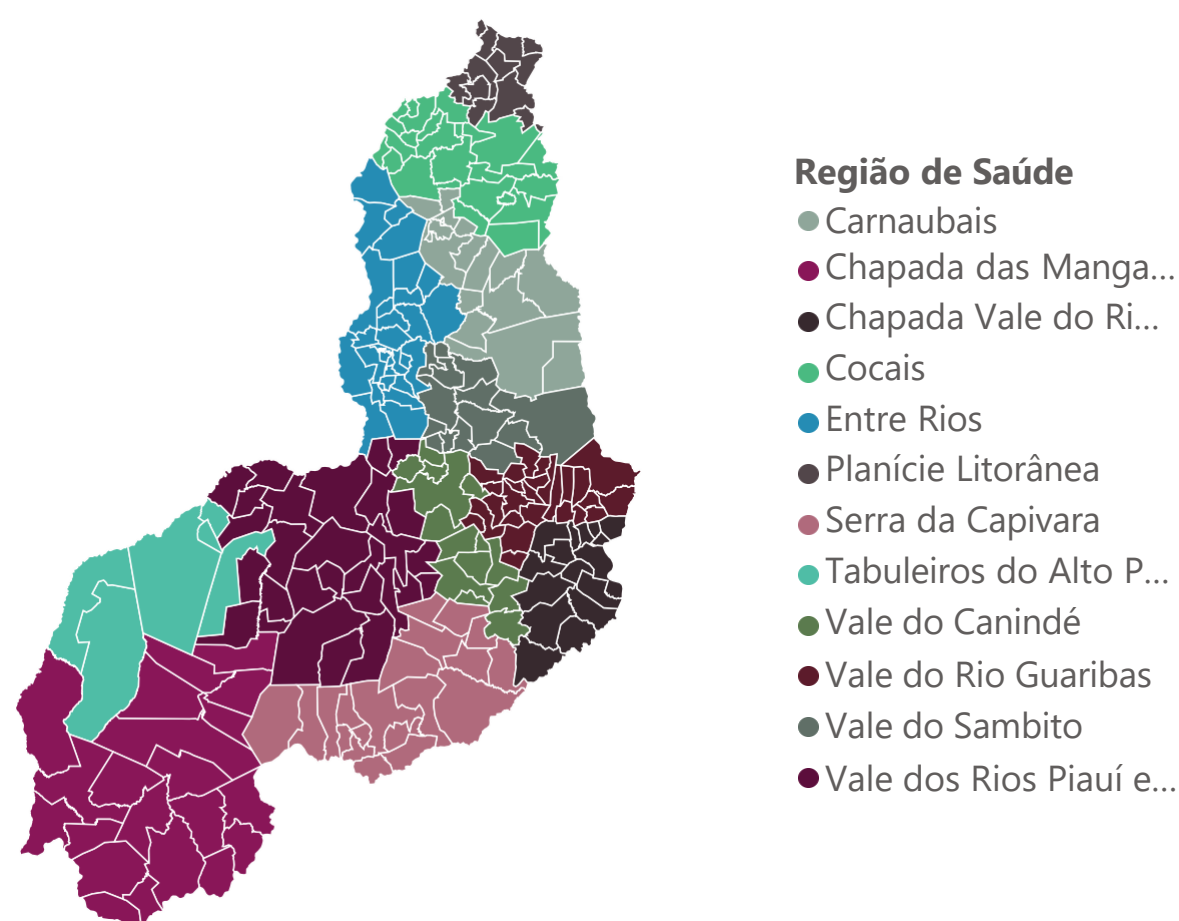 Região de Saúde
Carnaubais
Chapada das Manga...
Chapada Vale do Ri...
Cocais
Entre Rios
Planície Litorânea
Serra da Capivara
Tabuleiros do Alto P...
Vale do Canindé
Vale do Rio Guaribas
Vale do Sambito
Vale dos Rios Piauí e...